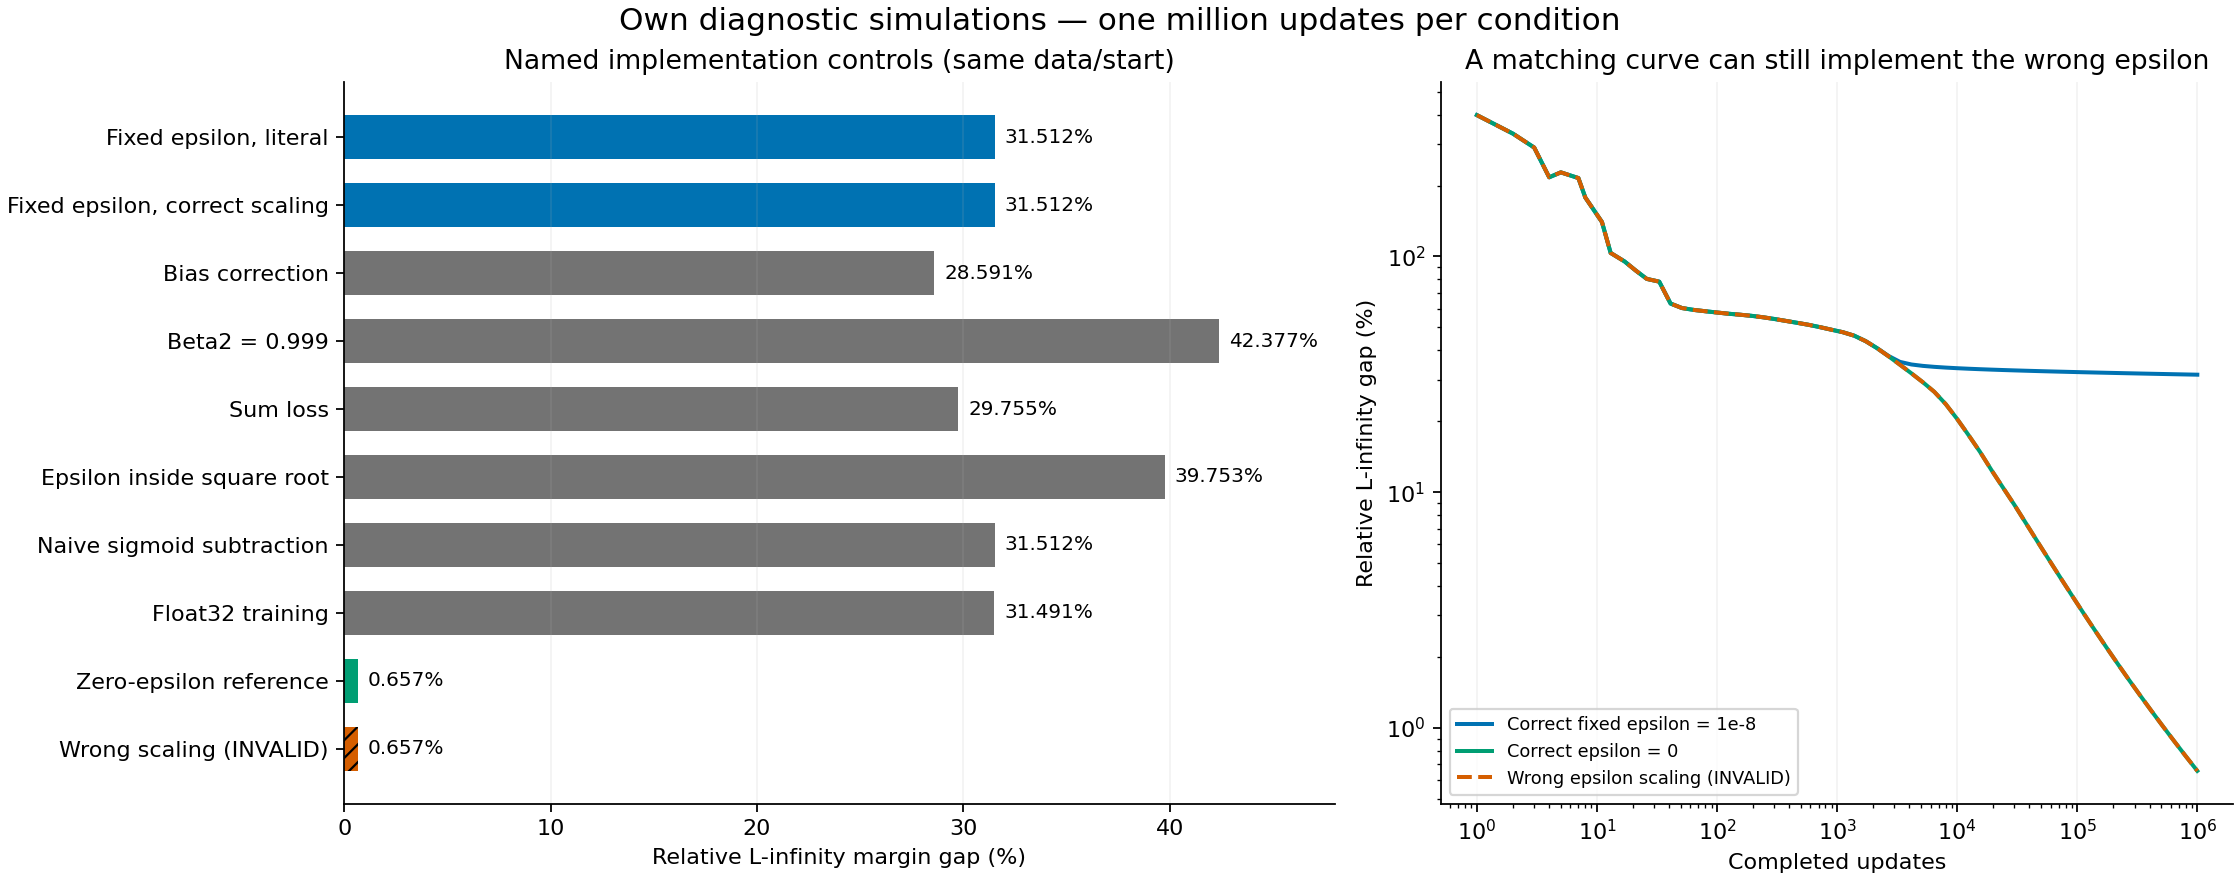 Own diagnostic simulations — one million updates per condition
Named implementation controls (same data/start)
Fixed epsilon, literal
31.512%
Fixed epsilon, correct scaling
31.512%
Bias correction
28.591%
Beta2 = 0.999
42.377%
Sum loss
29.755%
Epsilon inside square root
39.753%
Naive sigmoid subtraction
31.512%
Float32 training
31.491%
Zero-epsilon reference
0.657%
Wrong scaling (INVALID)
0.657%
0 10 20 30 40
Relative L-infinity margin gap (%)
A matching curve can still implement the wrong epsilon
Relative L-infinity gap (%)
10²
10¹
10⁰
Correct fixed epsilon = 1e-8
Correct epsilon = 0
Wrong epsilon scaling (INVALID)
10⁰ 10¹ 10² 10³ 10⁴ 10⁵ 10⁶
Completed updates